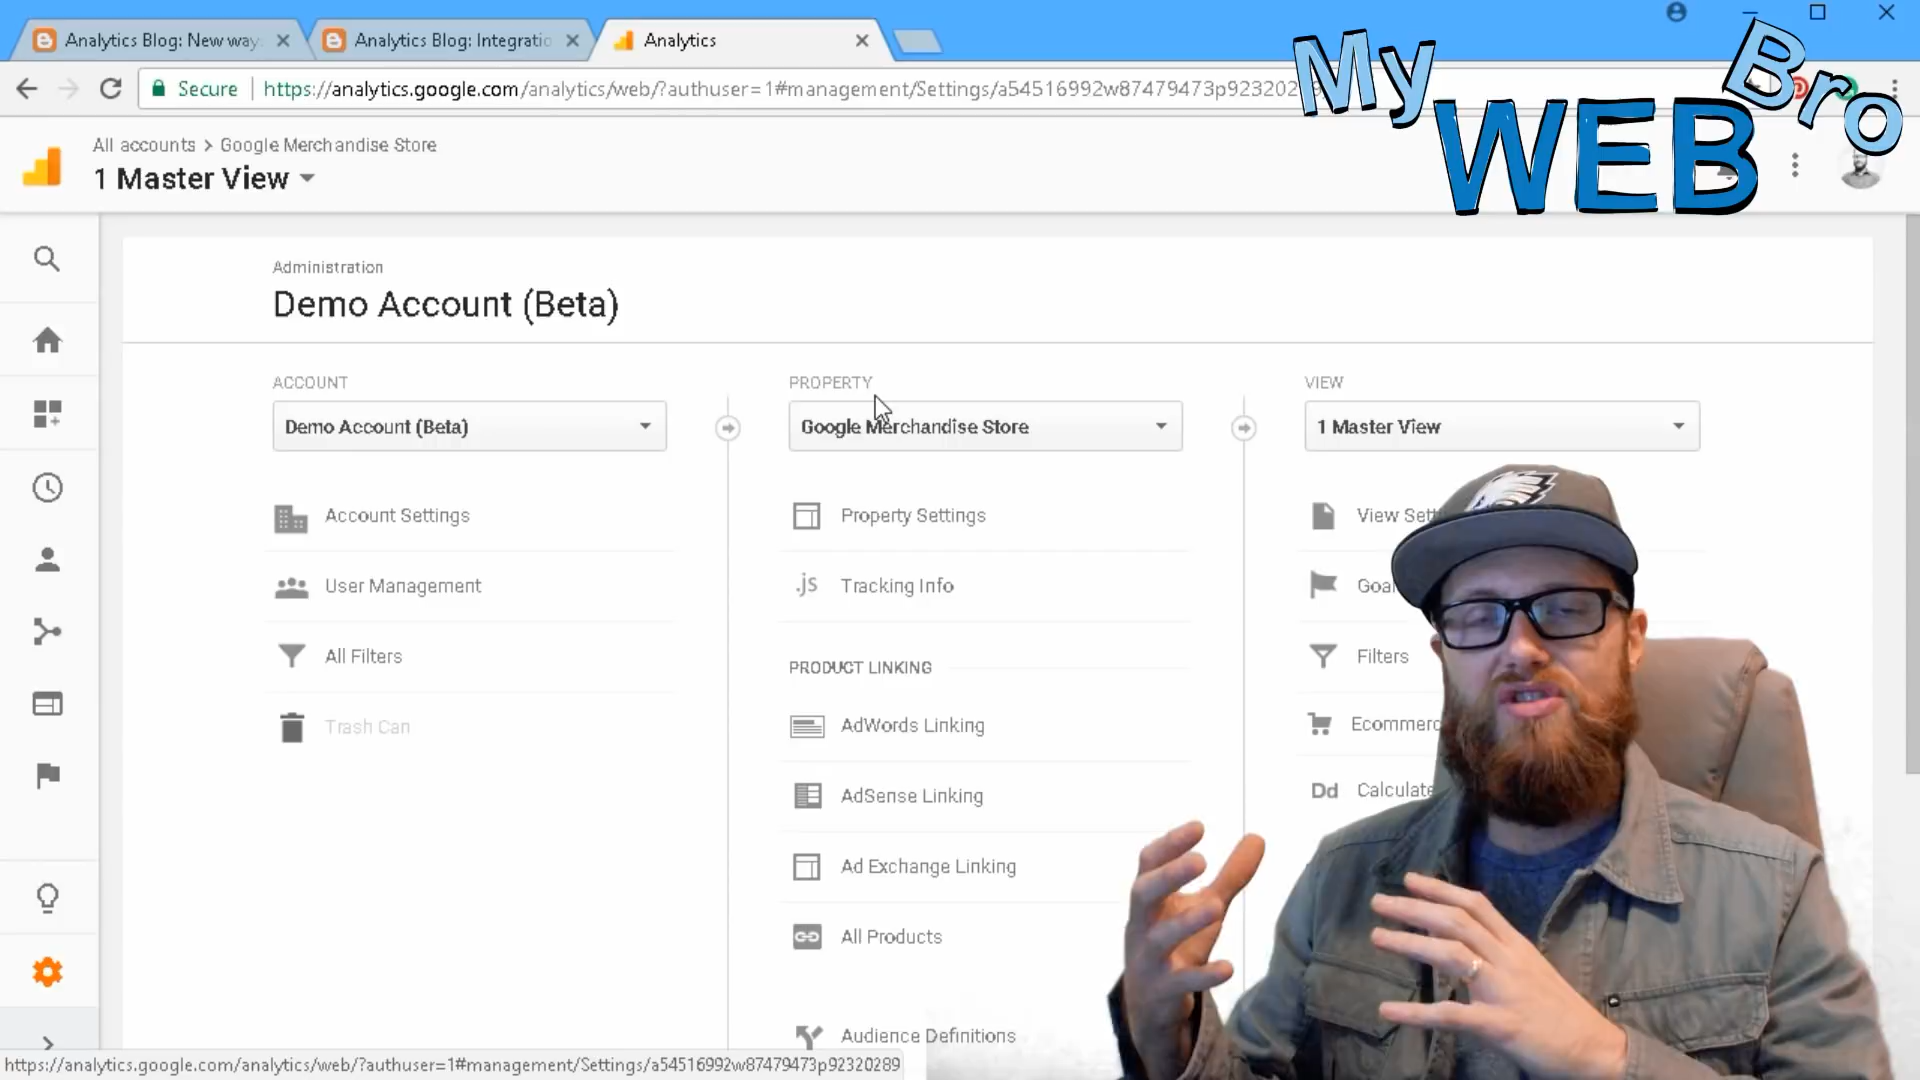 Analytics Blog: New way
Analytics Blog: Integratio
Analytics
Secure
https://analytics.google.com/analytics/web/?authuser=1#management/Settings/a54516992w87479473p923202
My WEB Bro
All accounts > Google Merchandise Store
1 Master View
Administration
Demo Account (Beta)
ACCOUNT
Demo Account (Beta)
Account Settings
User Management
All Filters
Trash Can
PROPERTY
Google Merchandise Store
Property Settings
.js Tracking Info
PRODUCT LINKING
AdWords Linking
AdSense Linking
Ad Exchange Linking
All Products
Audience Definitions
VIEW
1 Master View
View Sett
Goal
Filters
Ecommerc
Dd Calculate
https://analytics.google.com/analytics/web/?authuser=1#management/Settings/a54516992w87479473p92320289